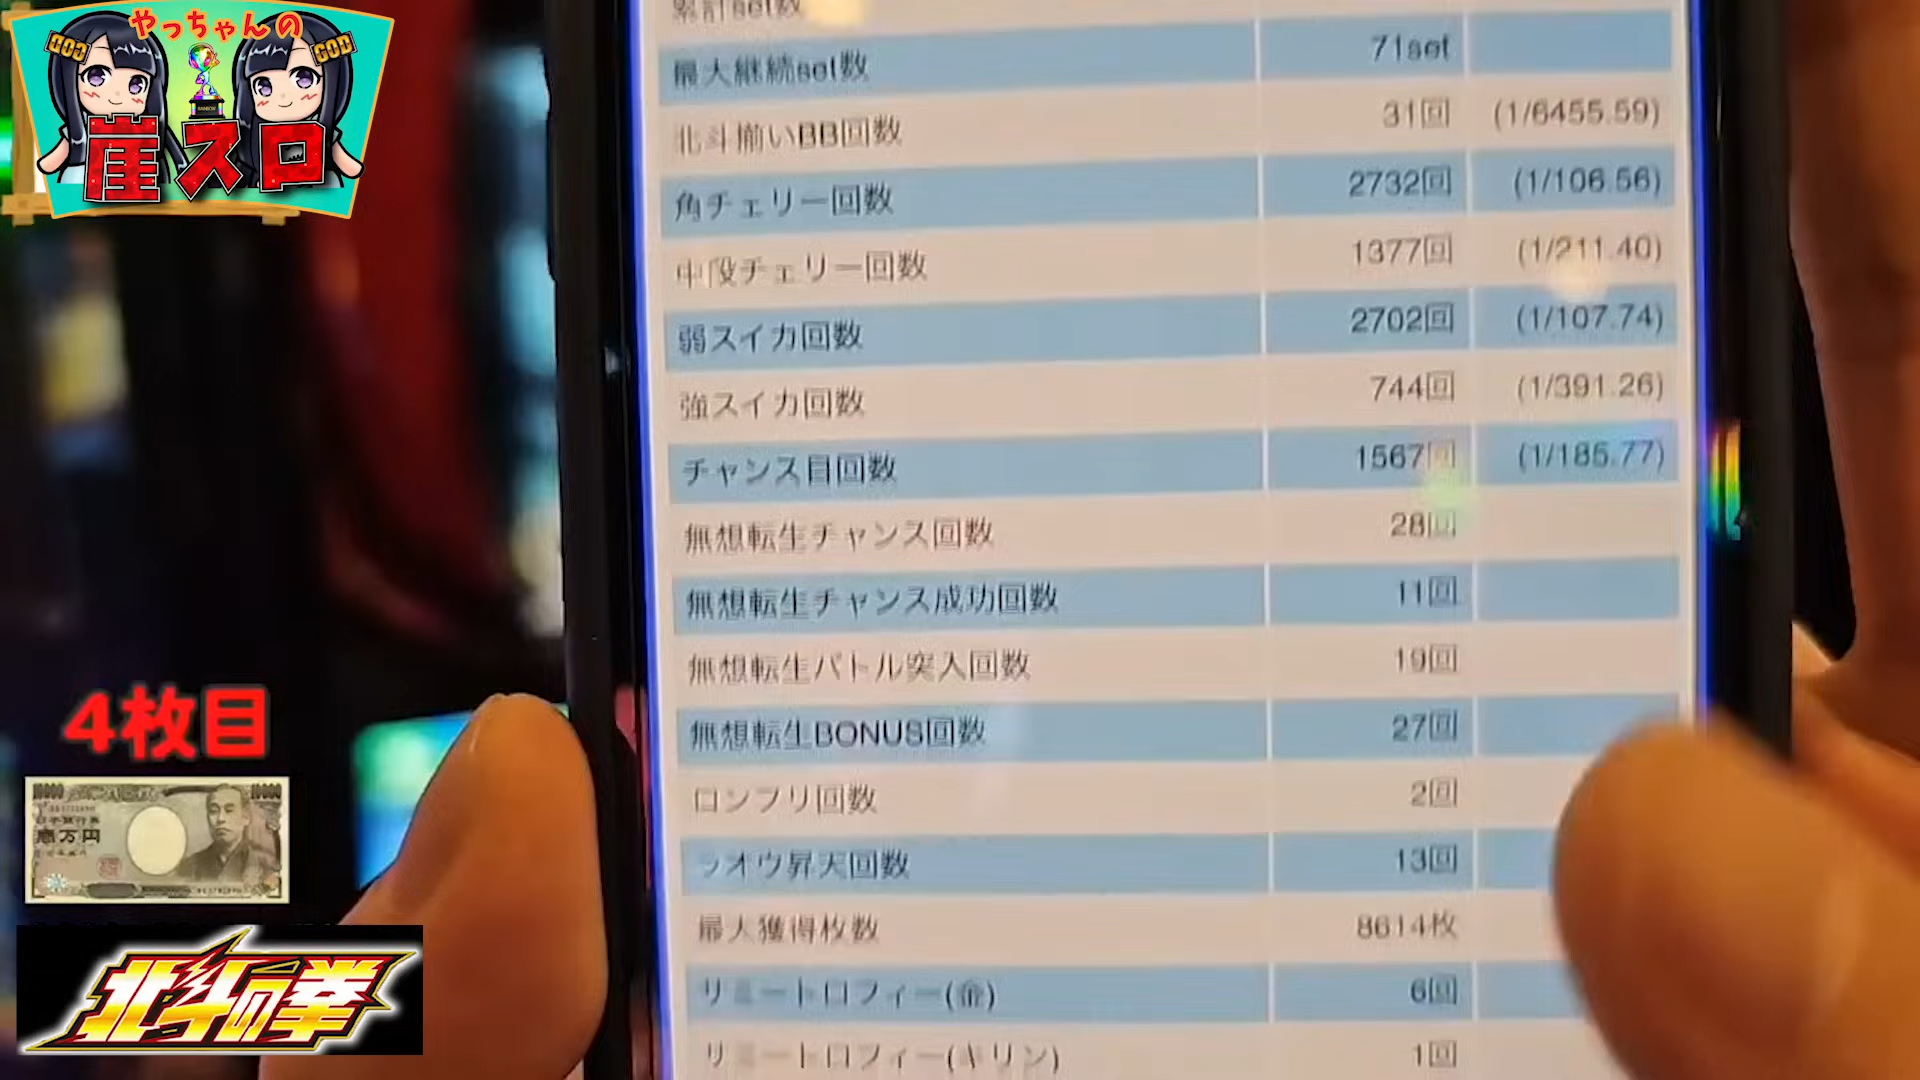 やっちゃんの
GOD
GOD
崖スロ
累計set数
最大継続set数 71set
北斗揃いBB回数 31回 (1/6455.59)
角チェリー回数 2732回 (1/106.56)
中段チェリー回数 1377回 (1/211.40)
弱スイカ回数 2702回 (1/107.74)
強スイカ回数 744回 (1/391.26)
チャンス目回数 1567回 (1/185.77)
無想転生チャンス回数 28回
無想転生チャンス成功回数 11回
無想転生バトル突入回数 19回
無想転生BONUS回数 27回
ロンフリ回数 2回
ラオウ昇天回数 13回
最大獲得枚数 8614枚
サミートロフィー(金) 6回
サミートロフィー(キリン) 1回
4枚目
10000
10000
壱万円
北斗の拳